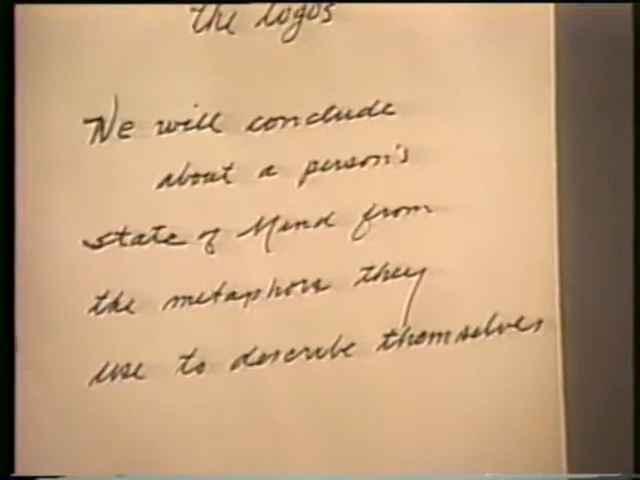 the logos
We will conclude
about a person's
state of Mind from
the metaphors they
use to describe themselves